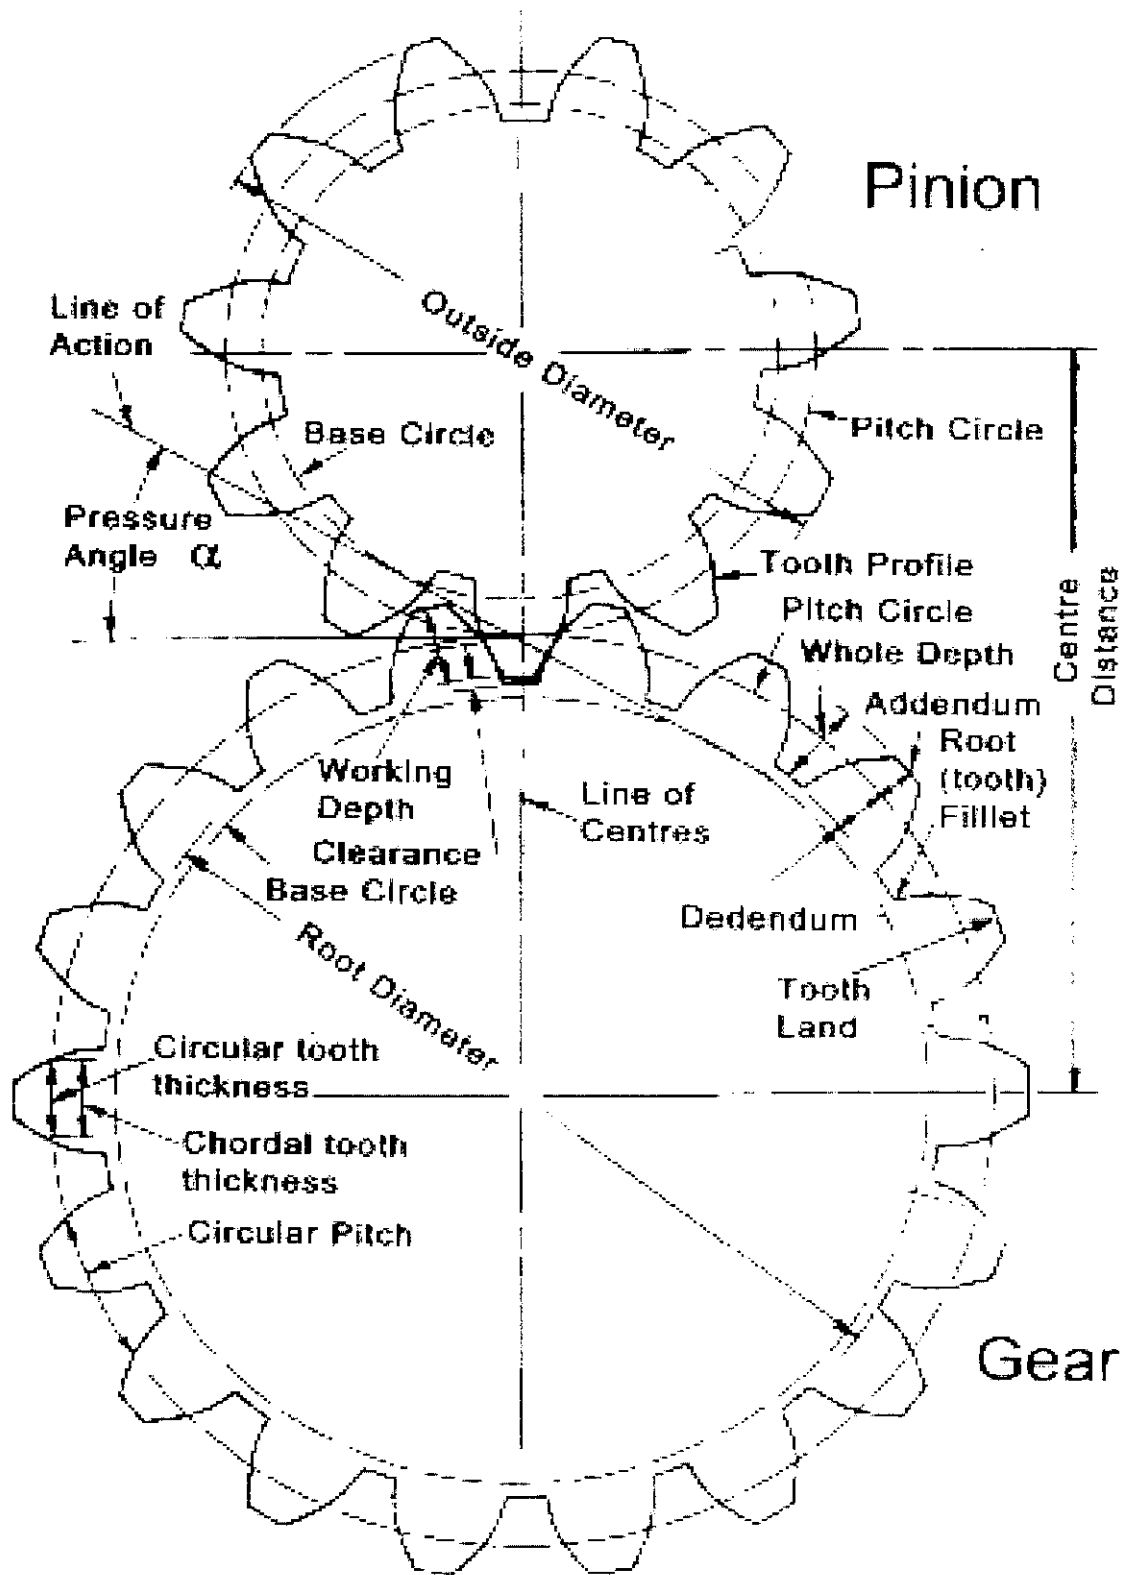 Pinion
Line of
Action
Outside Diameter
Base Circle
Pitch Circle
Pressure
Angle α
Tooth Profile
Pitch Circle
Whole Depth
Centre
Distance
Addendum
Root
(tooth)
Filllet
Working
Depth
Line of
Centres
Clearance
Base Circle
Dedendum
Root Diameter
Tooth
Land
Circular tooth
thickness
Chordal tooth
thickness
Circular Pitch
Gear